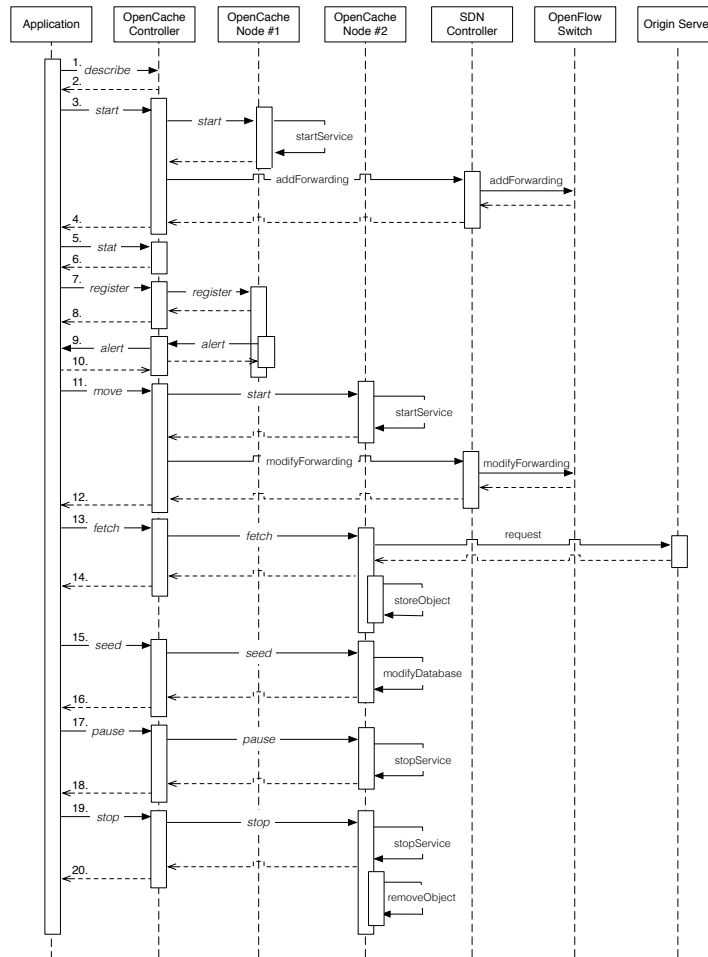 Application
OpenCache
Controller
OpenCache
Node #1
OpenCache
Node #2
SDN
Controller
OpenFlow
Switch
Origin Server
1.
describe
2.
3.
start
start
startService
addForwarding
addForwarding
4.
5.
stat
6.
7.
register
register
8.
9.
alert
alert
10.
11.
move
start
startService
modifyForwarding
modifyForwarding
12.
13.
fetch
fetch
request
14.
storeObject
15.
seed
seed
modifyDatabase
16.
17.
pause
pause
stopService
18.
19.
stop
stop
stopService
20.
removeObject